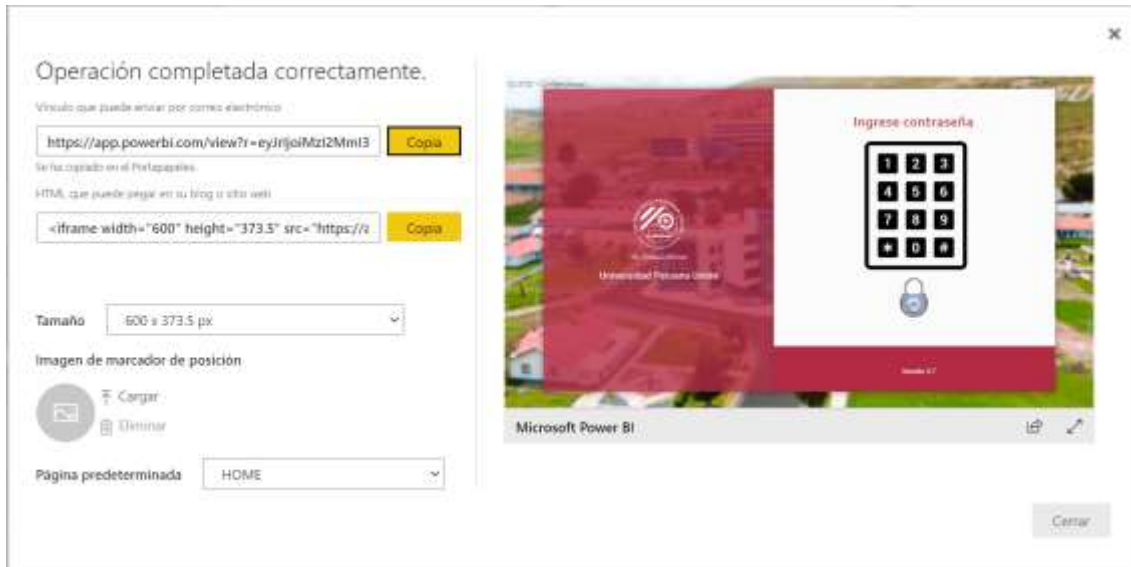 Operación completada correctamente.
Vínculo que puede enviar por correo electrónico
https://app.powerbi.com/view?r=eyJrIjoiMzI2MmI3
Copia
Se ha copiado en el Portapapeles.
HTML que puede pegar en su blog o sitio web
<iframe width="600" height="373.5" src="https://a
Copia
Tamaño
600 x 373.5 px
Imagen de marcador de posición
Cargar
Eliminar
Página predeterminada
HOME
Universidad Peruana Unión
Ingrese contraseña
1 2 3
4 5 6
7 8 9
* 0 #
Microsoft Power BI
Cerrar